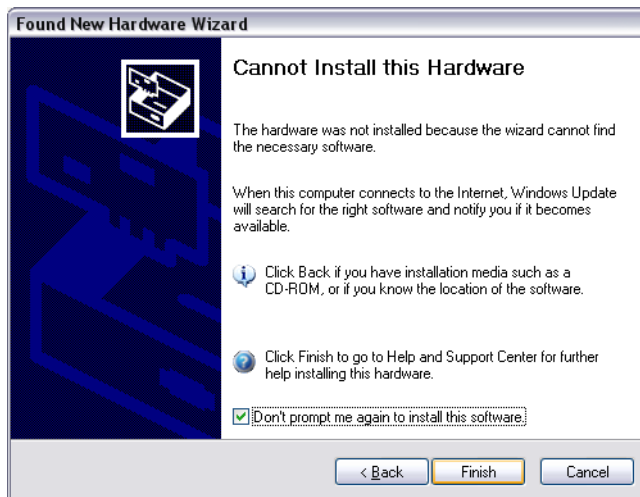 Found New Hardware Wizard
Cannot Install this Hardware
The hardware was not installed because the wizard cannot find
the necessary software.
When this computer connects to the Internet, Windows Update
will search for the right software and notify you if it becomes
available.
Click Back if you have installation media such as a
CD-ROM, or if you know the location of the software.
Click Finish to go to Help and Support Center for further
help installing this hardware.
Don't prompt me again to install this software.
< Back Finish Cancel